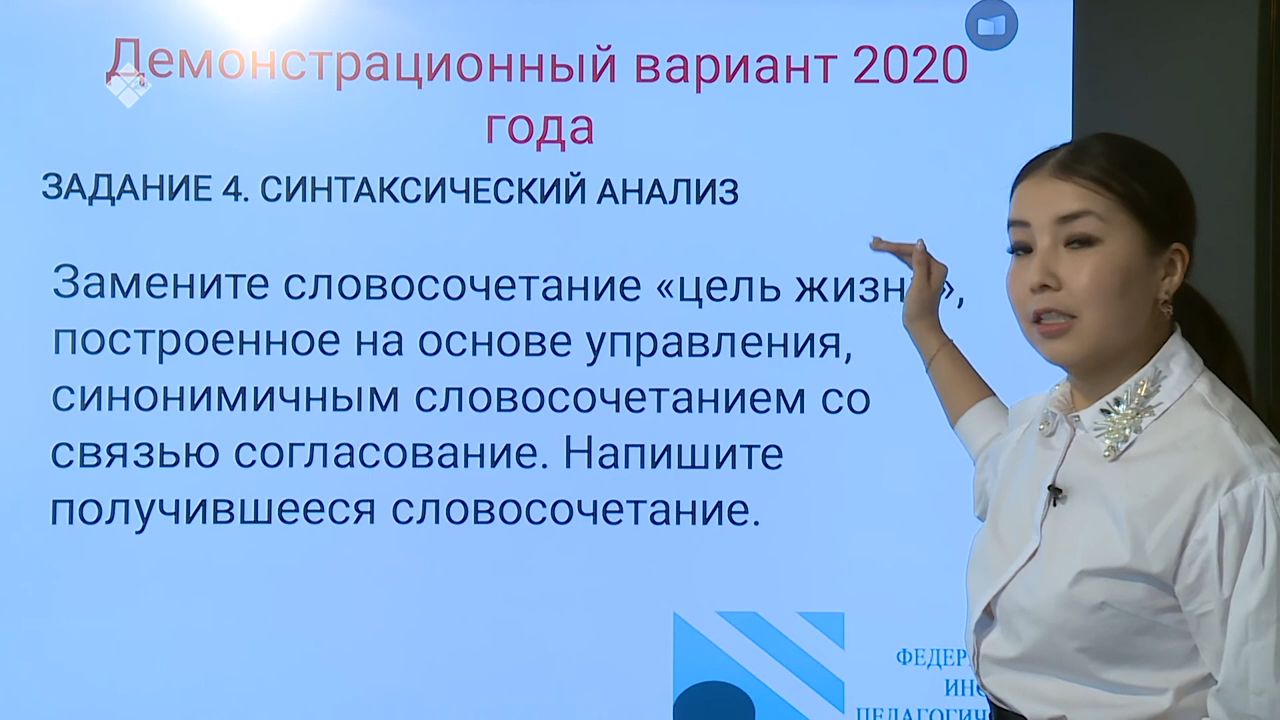 Демонстрационный вариант 2020
года
ЗАДАНИЕ 4. СИНТАКСИЧЕСКИЙ АНАЛИЗ
Замените словосочетание «цель жизни»,
построенное на основе управления,
синонимичным словосочетанием со
связью согласование. Напишите
получившееся словосочетание.